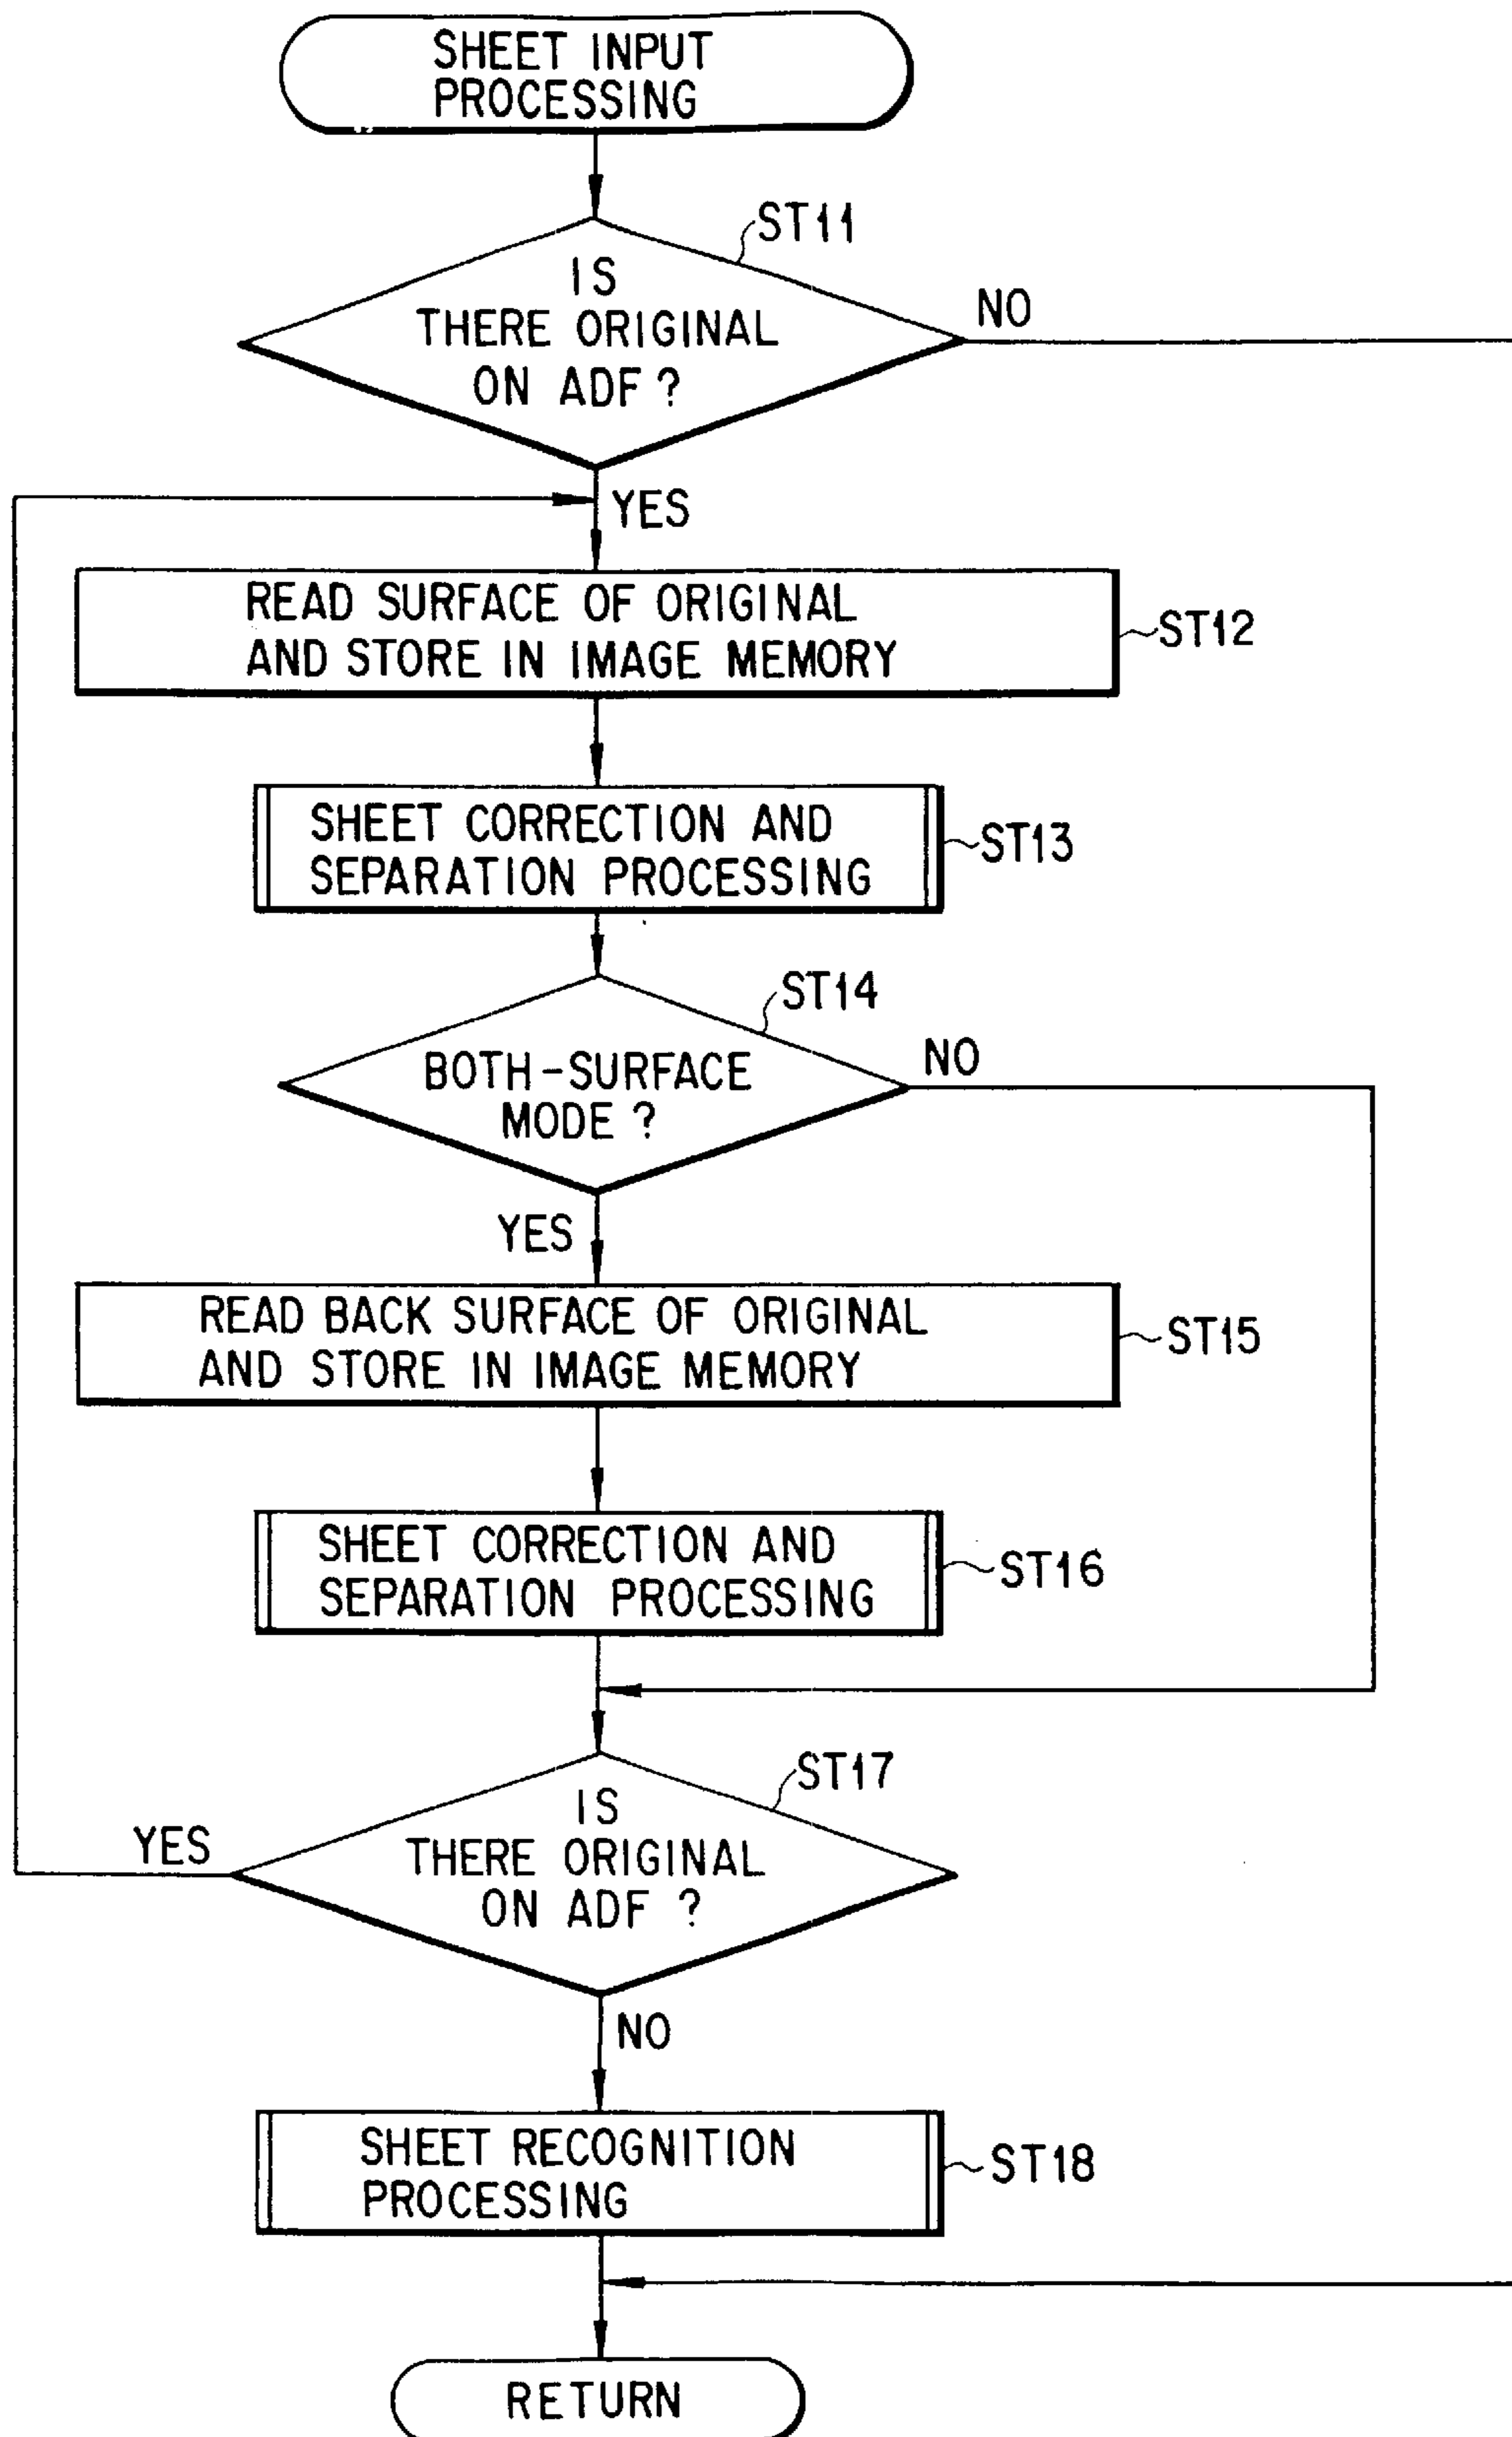 SHEET INPUT
PROCESSING
ST11
IS
THERE ORIGINAL
ON ADF?
NO
YES
READ SURFACE OF ORIGINAL
AND STORE IN IMAGE MEMORY
ST12
SHEET CORRECTION AND
SEPARATION PROCESSING
ST13
ST14
BOTH-SURFACE
MODE?
NO
YES
READ BACK SURFACE OF ORIGINAL
AND STORE IN IMAGE MEMORY
ST15
SHEET CORRECTION AND
SEPARATION PROCESSING
ST16
ST17
IS
THERE ORIGINAL
ON ADF ?
YES
NO
SHEET RECOGNITION
PROCESSING
ST18
RETURN